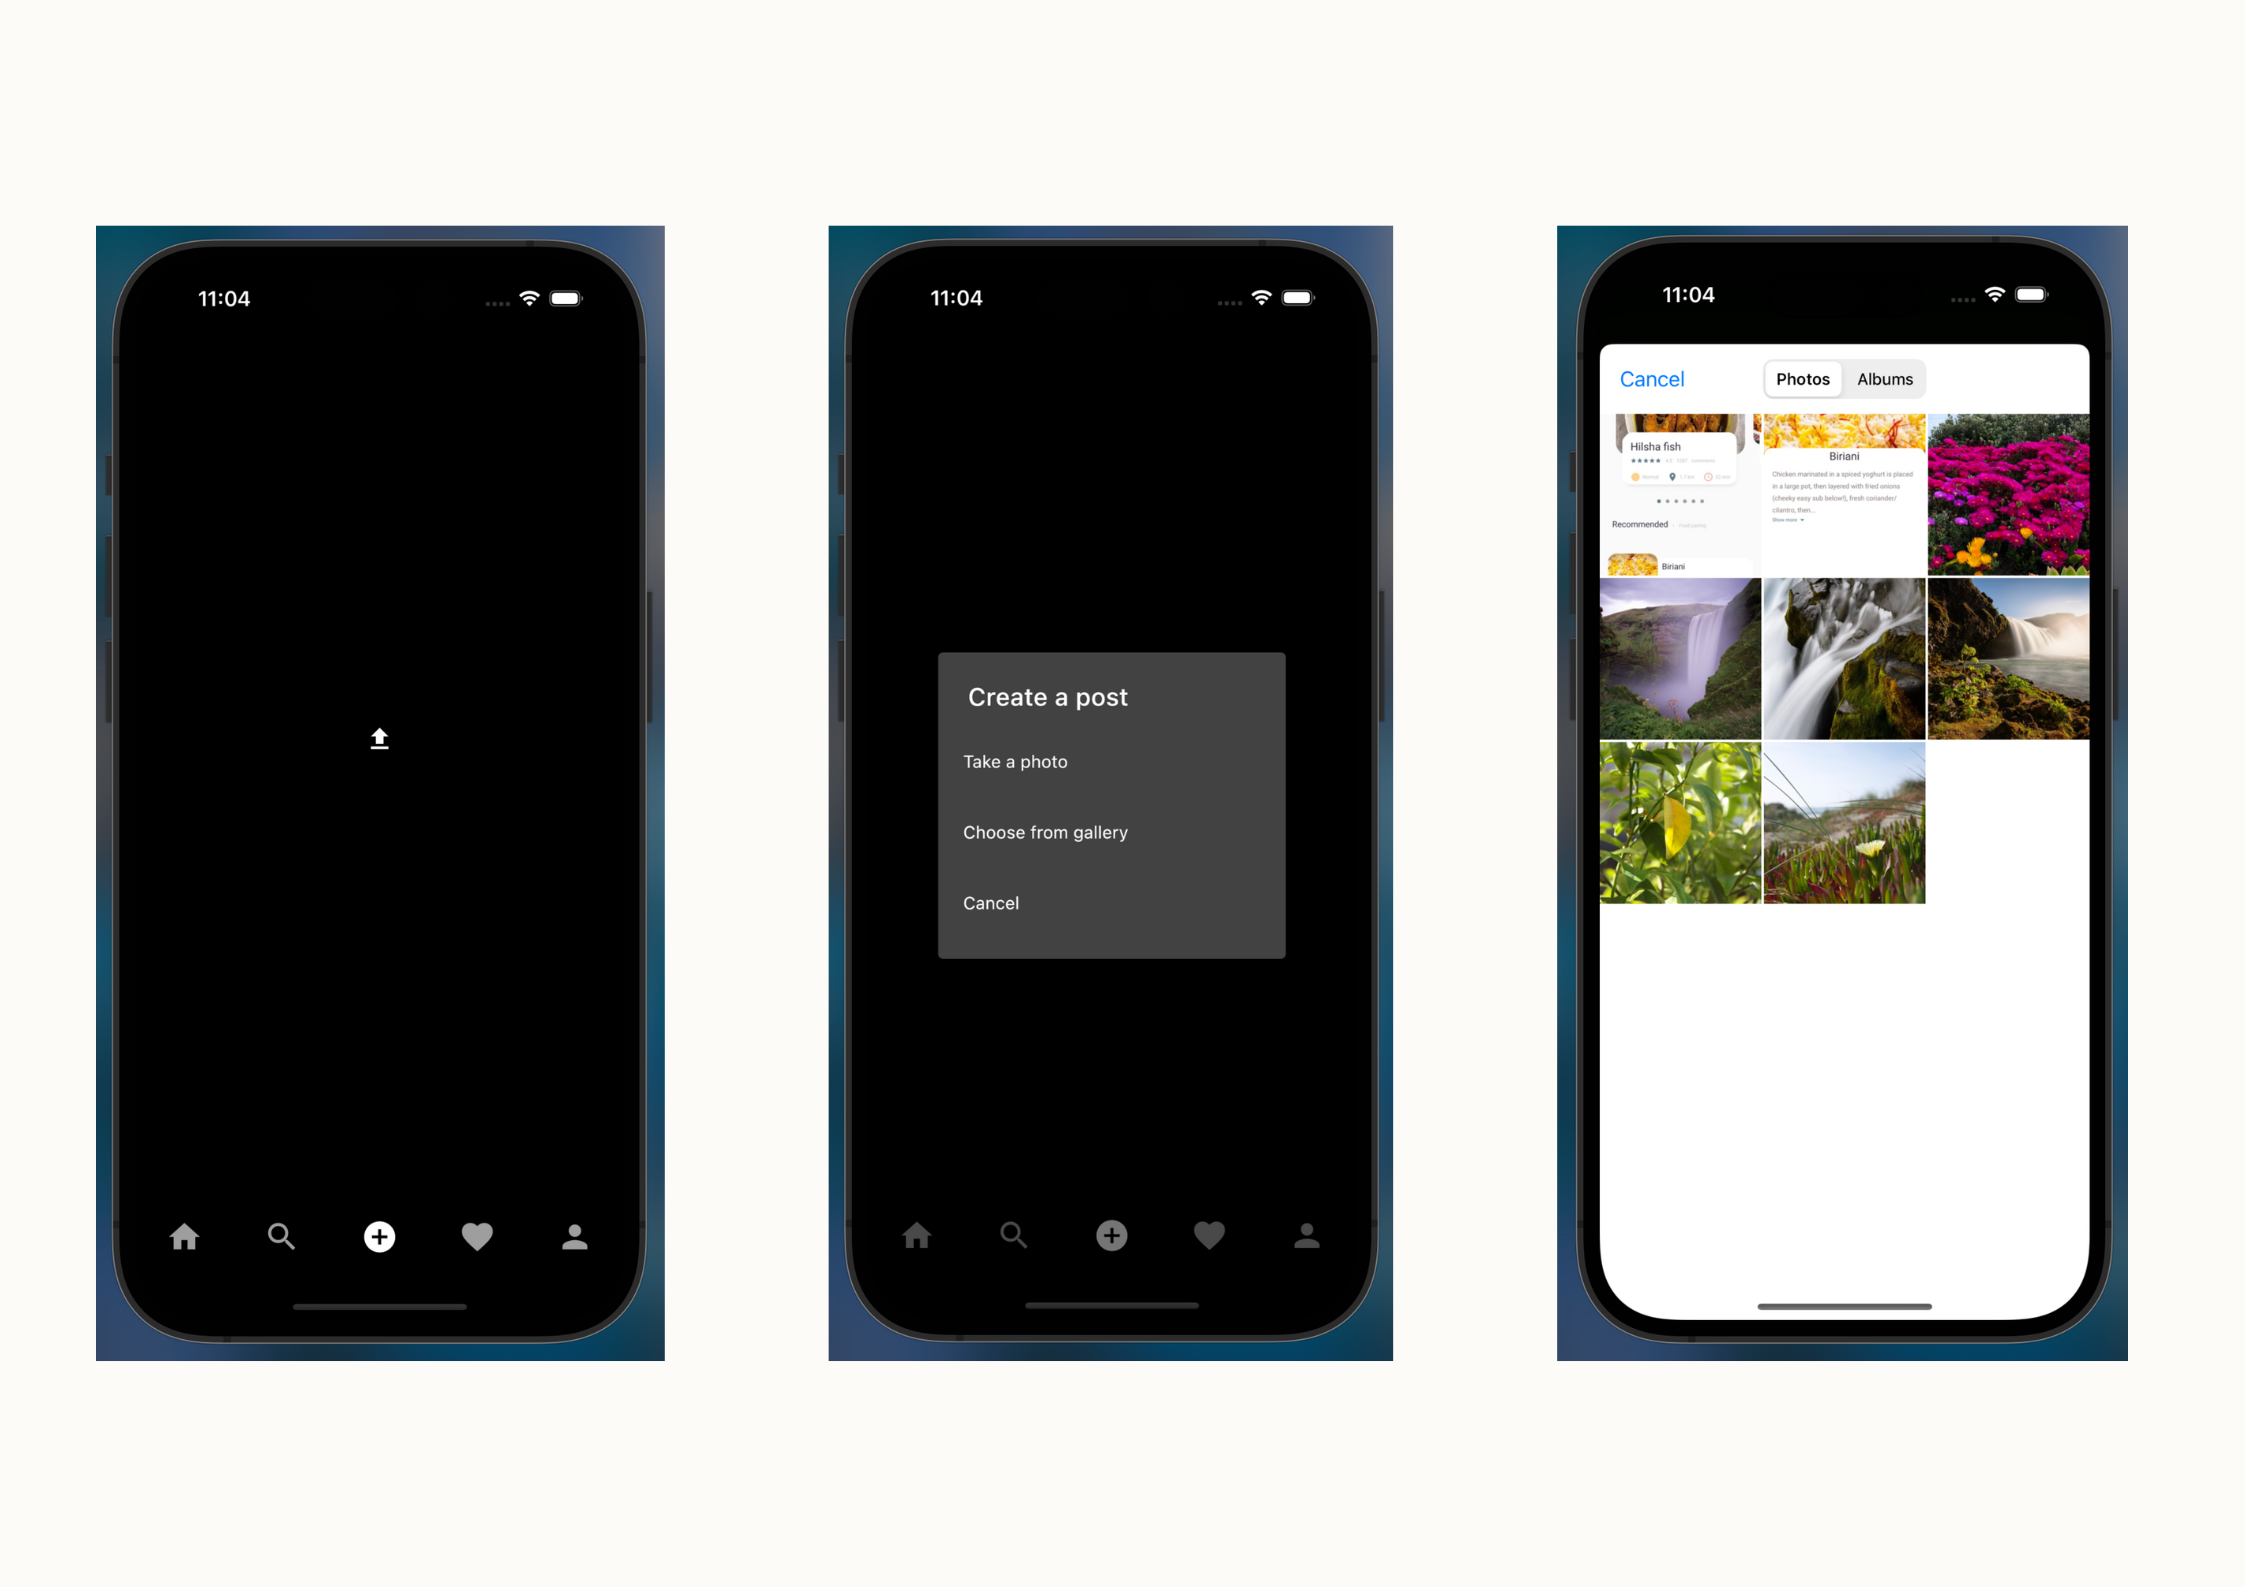 11:04
11:04
Create a post
Take a photo
Choose from gallery
Cancel
11:04
Cancel
Photos
Albums
Hilsha fish
Recommended
Biriani
Biriani
Chicken marinated in a spiced yoghurt is placed
in a large pot, then layered with fried onions
(cheeky easy sub below!), fresh coriander/
cilantro, then...
Show more